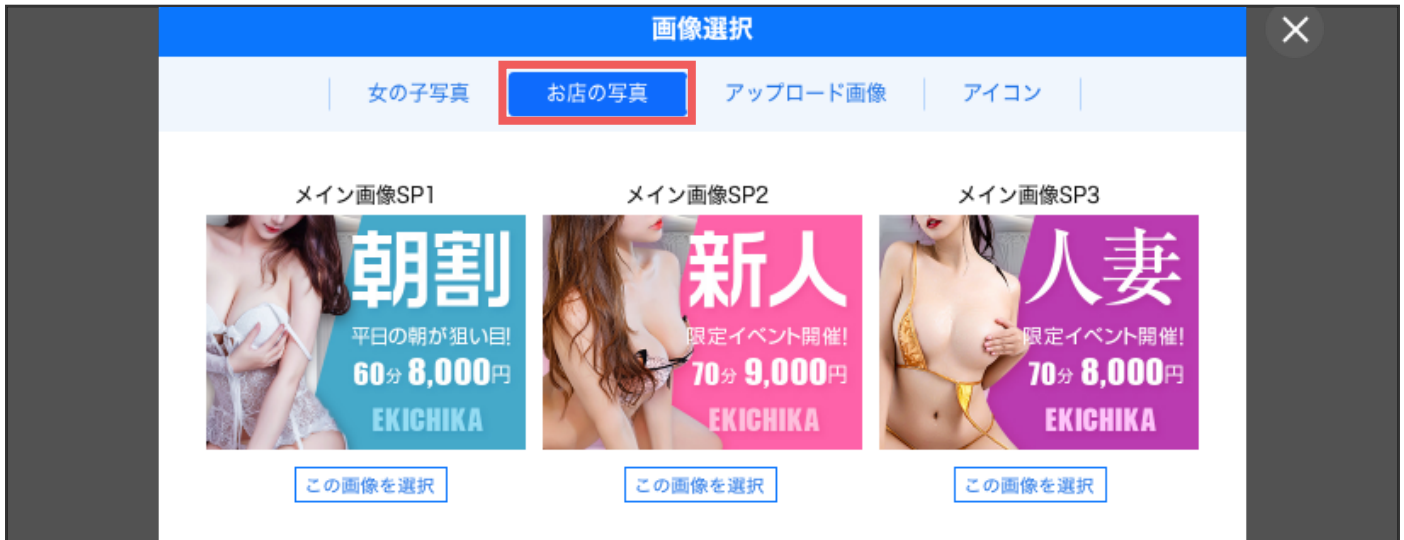 画像選択
女の子写真
お店の写真
アップロード画像
アイコン
メイン画像SP1
朝割
平日の朝が狙い目!
60分 8,000円
EKICHIKA
この画像を選択
メイン画像SP2
新人
限定イベント開催!
70分 9,000円
EKICHIKA
この画像を選択
メイン画像SP3
人妻
限定イベント開催!
70分 8,000円
EKICHIKA
この画像を選択